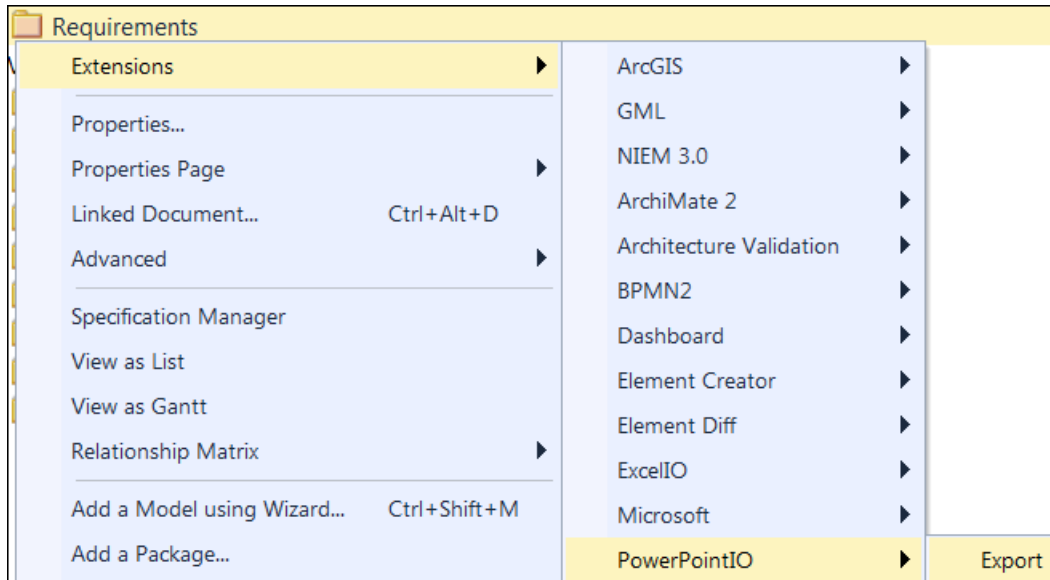 Requirements
Extensions
Properties...
Properties Page
Linked Document... Ctrl+Alt+D
Advanced
Specification Manager
View as List
View as Gantt
Relationship Matrix
Add a Model using Wizard... Ctrl+Shift+M
Add a Package...
ArcGIS
GML
NIEM 3.0
ArchiMate 2
Architecture Validation
BPMN2
Dashboard
Element Creator
Element Diff
ExcelIO
Microsoft
PowerPointIO
Export